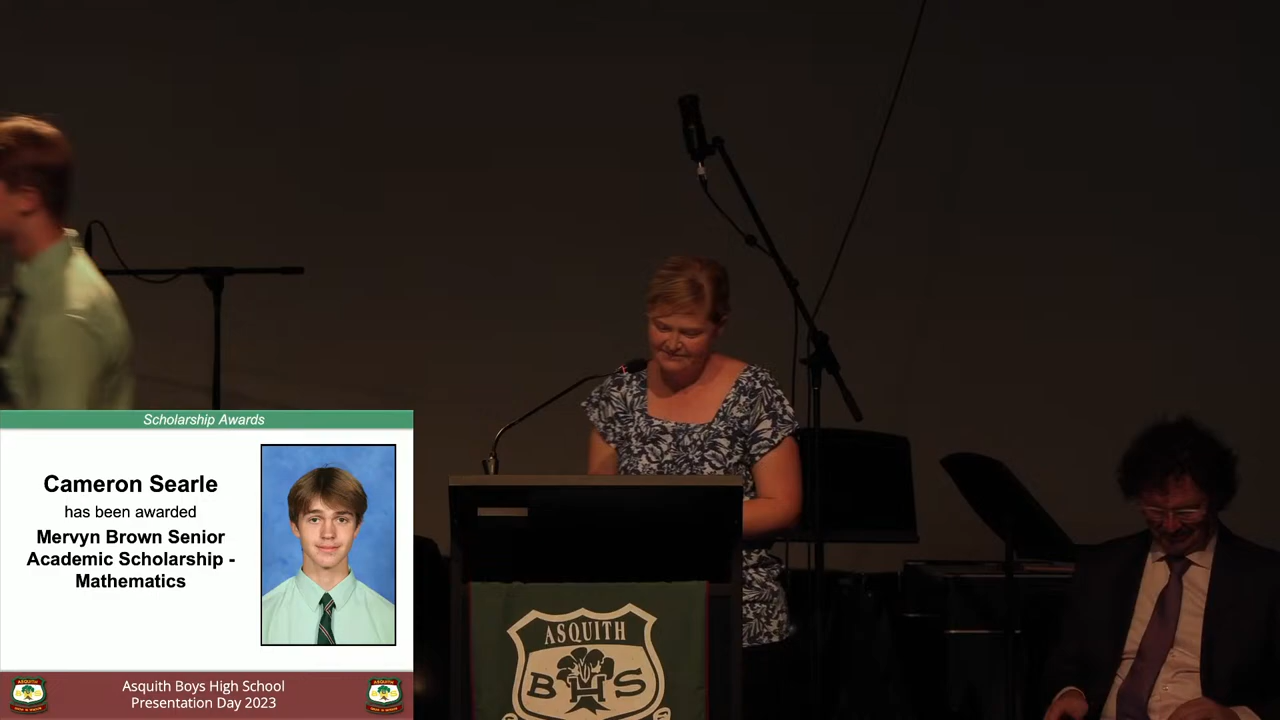 Scholarship Awards
Cameron Searle
has been awarded
Mervyn Brown Senior
Academic Scholarship -
Mathematics
Asquith Boys High School
Presentation Day 2023
ASQUITH
B H S